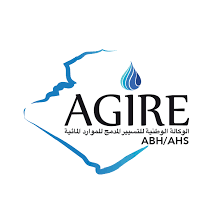 AGIRE
الوكالة الوطنية للتسيير المدمج للموارد المائية
ABH/AHS